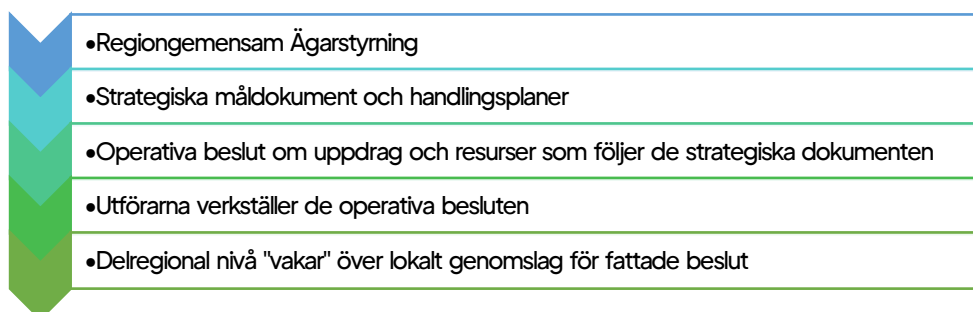 •Regiongemensam Ägarstyrning
•Strategiska måldokument och handlingsplaner
•Operativa beslut om uppdrag och resurser som följer de strategiska dokumenten
•Utförarna verkställer de operativa besluten
•Delregional nivå "vakar" över lokalt genomslag för fattade beslut